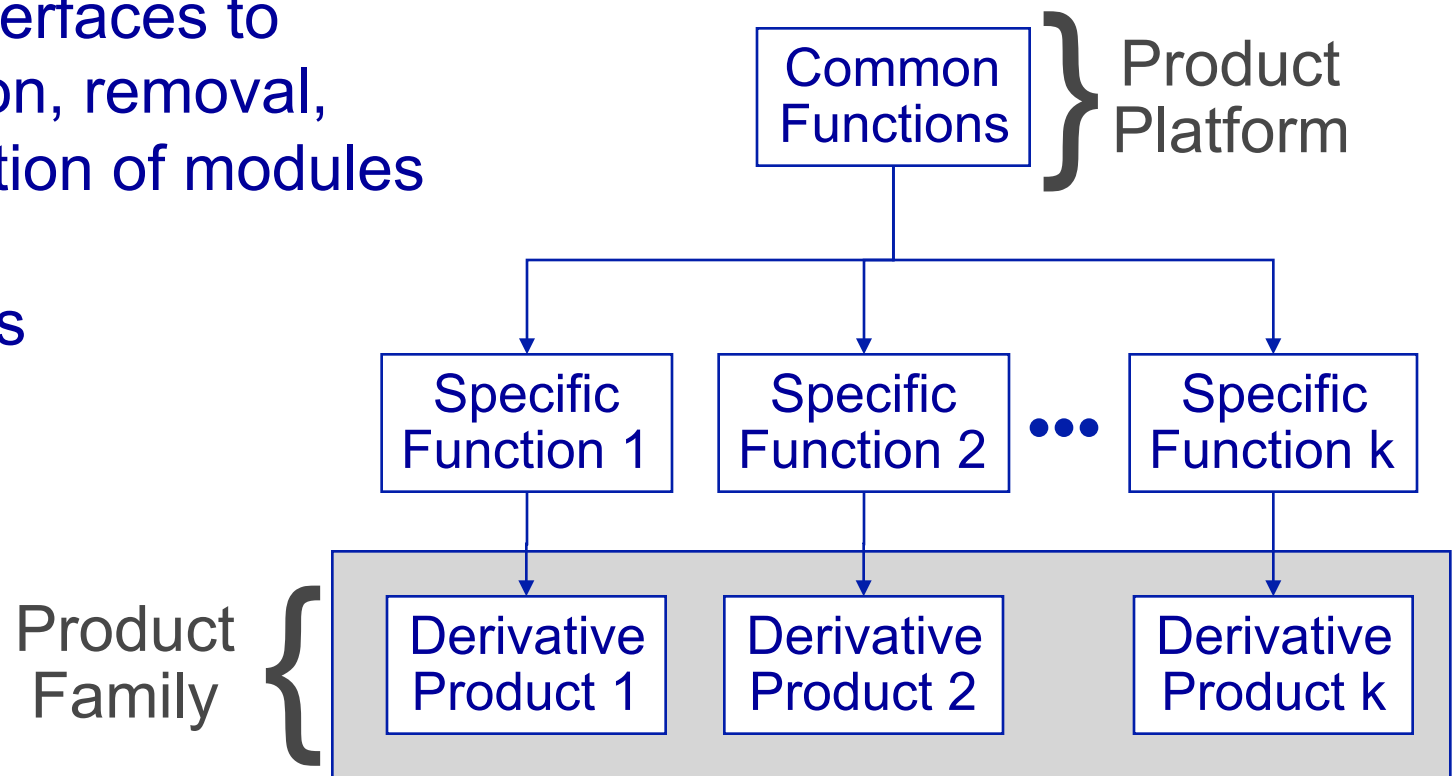 erfaces to
on, removal,
tion of modules
s
Common
Functions
}
Product
Platform
Specific
Function 1
Specific
Function 2
•••
Specific
Function k
Product
Family
{
Derivative
Product 1
Derivative
Product 2
Derivative
Product k